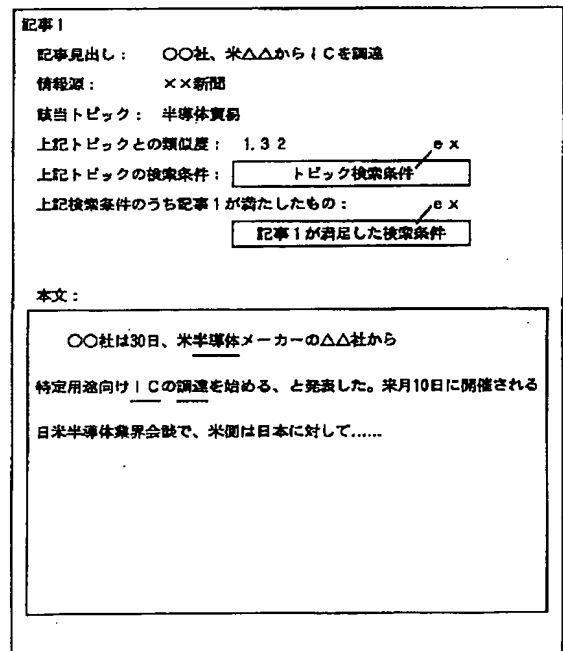 記事1
記事見出し： 〇〇社、米△△からICを調達
情報源： ××新聞
該当トピック： 半導体貿易
上記トピックとの類似度： 1.32
ex
上記トピックの検索条件： トピック検索条件
上記検索条件のうち記事1が満たしたもの：
ex
記事1が満足した検索条件
本文：
〇〇社は30日、米半導体メーカーの△△社から
特定用途向けICの調達を始める、と発表した。来月10日に開催される
日米半導体業界会談で、米側は日本に対して……